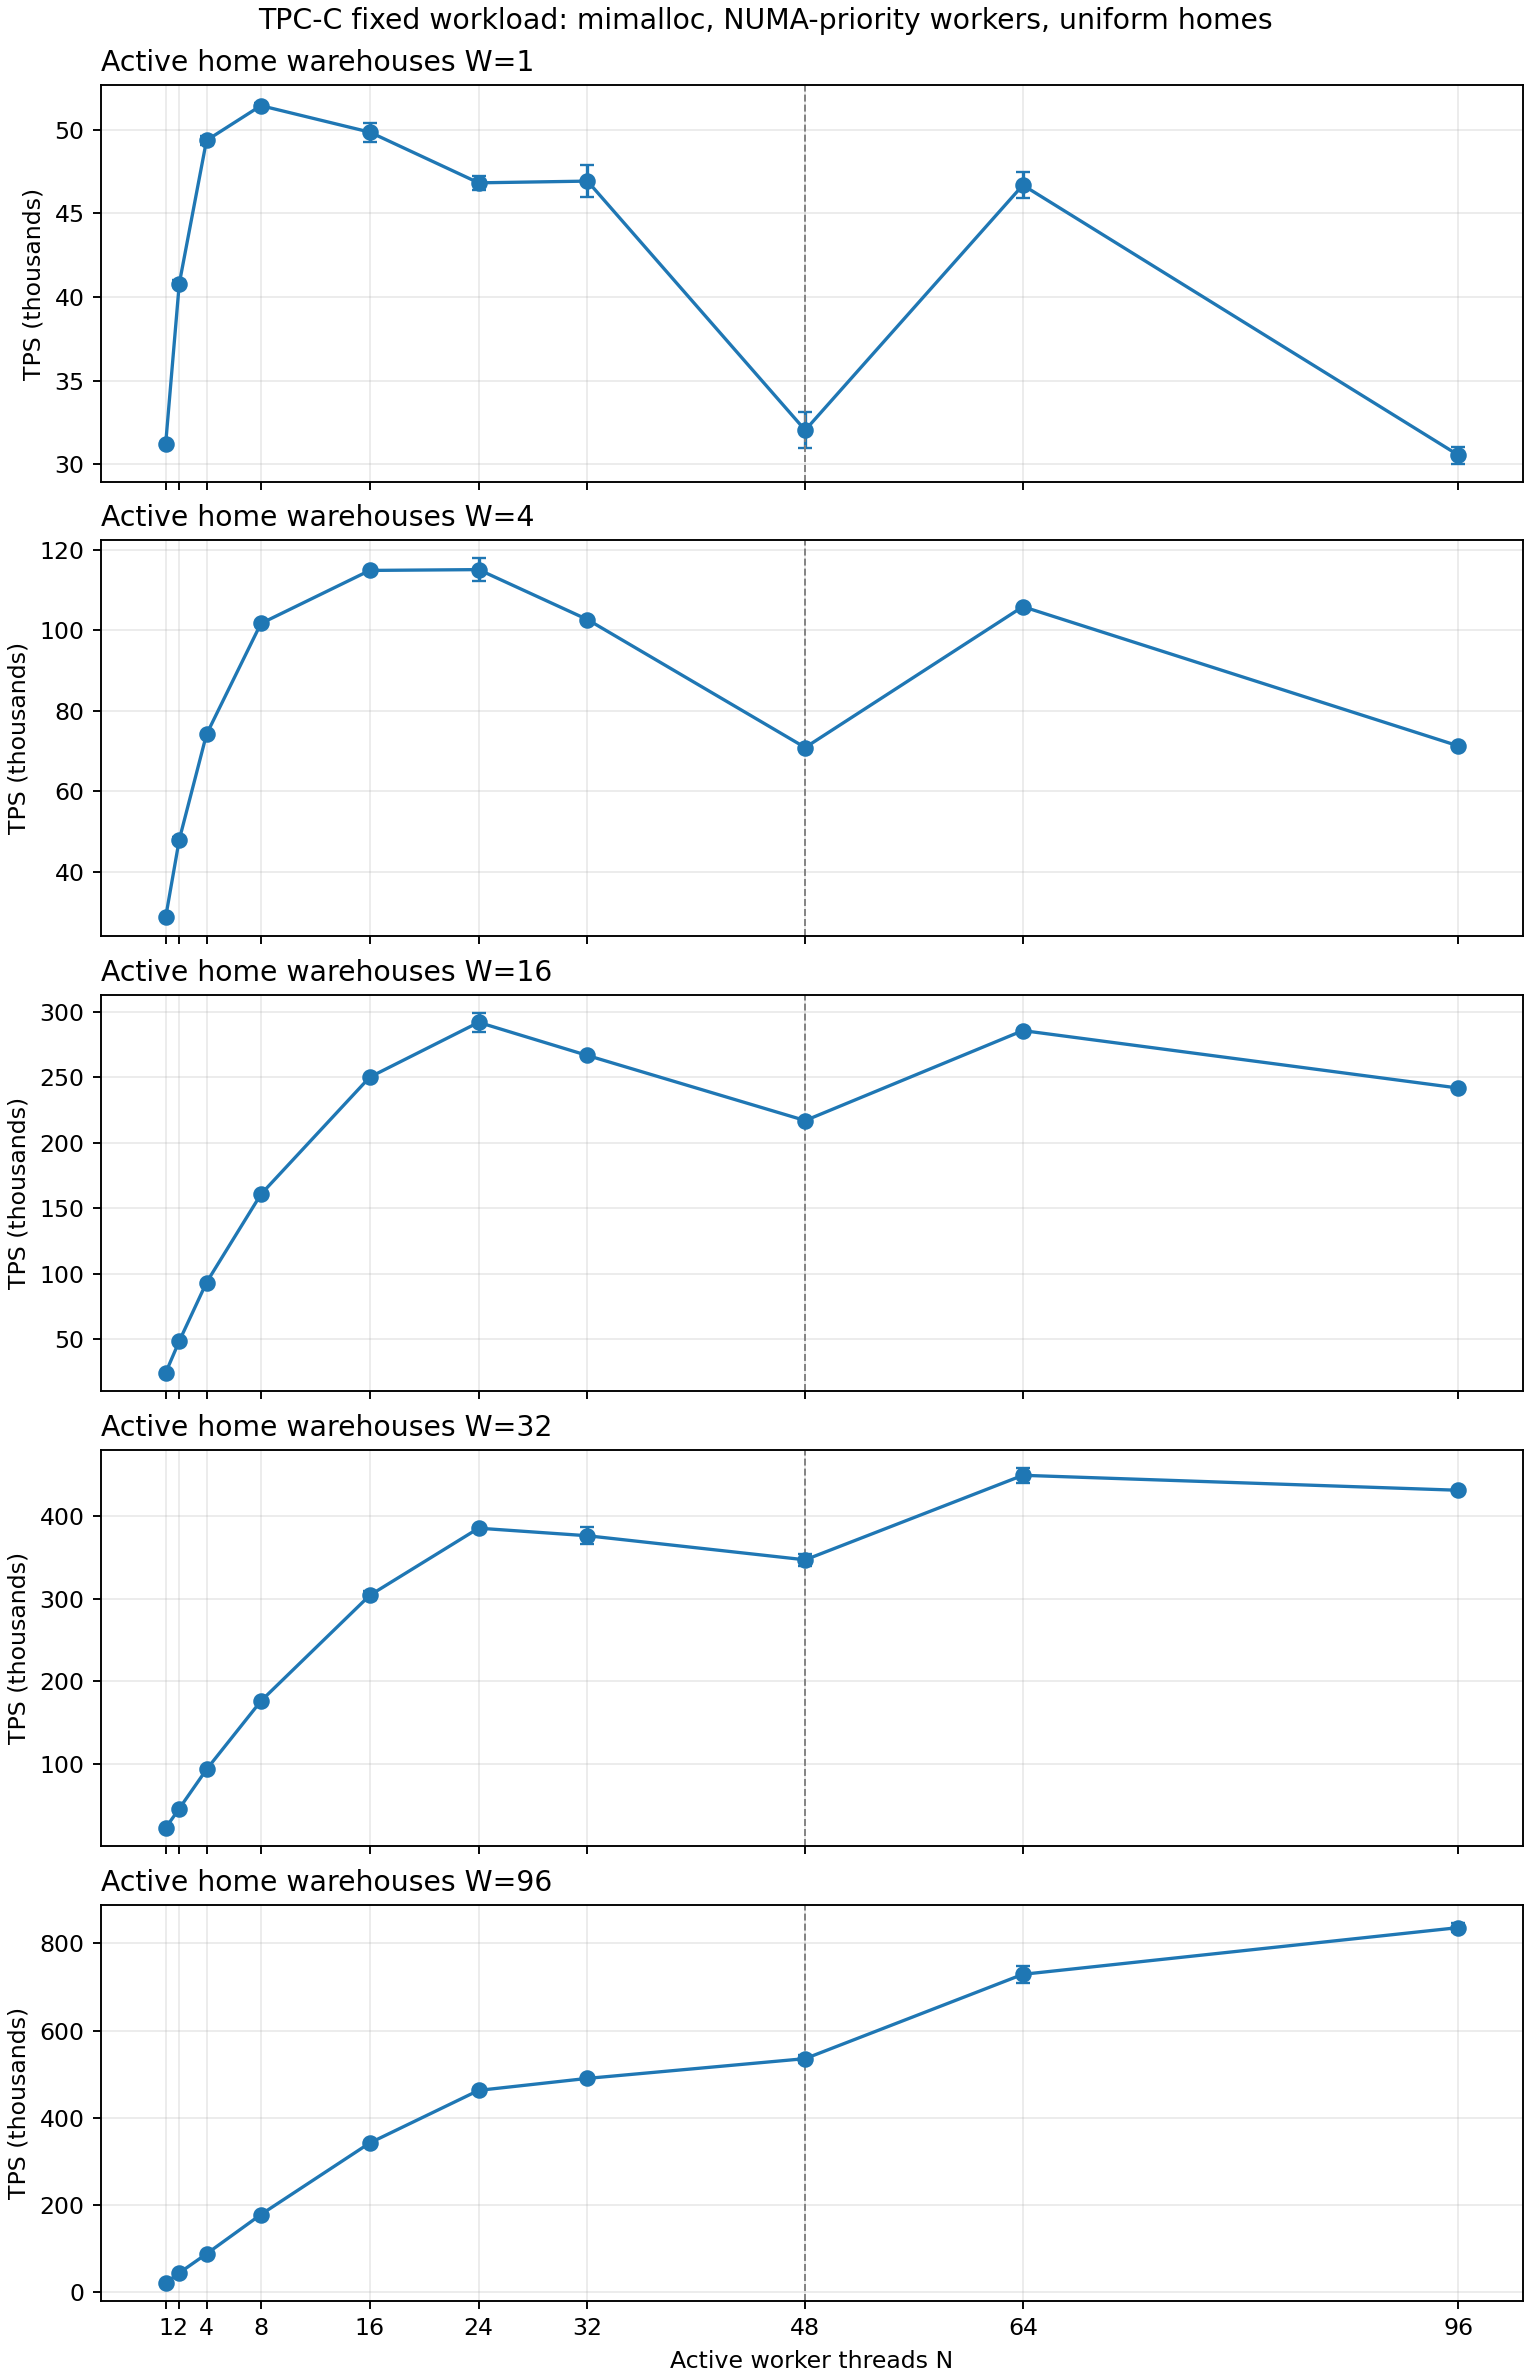 TPC-C fixed workload: mimalloc, NUMA-priority workers, uniform homes
Active home warehouses W=1
TPS (thousands)
50
45
40
35
30
Active home warehouses W=4
TPS (thousands)
120
100
80
60
40
Active home warehouses W=16
TPS (thousands)
300
250
200
150
100
50
Active home warehouses W=32
TPS (thousands)
400
300
200
100
Active home warehouses W=96
TPS (thousands)
800
600
400
200
0
1 2 4 8 16 24 32 48 64 96
Active worker threads N